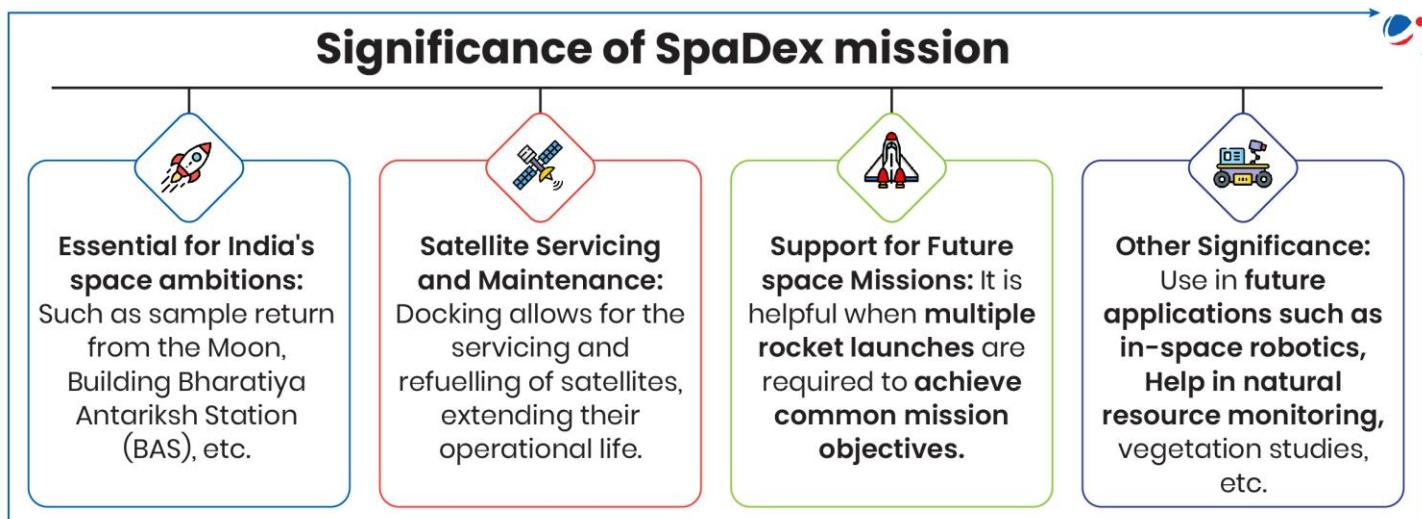 Significance of SpaDex mission
Essential for India's
space ambitions:
Such as sample return
from the Moon,
Building Bharatiya
Antariksh Station
(BAS), etc.
Satellite Servicing
and Maintenance:
Docking allows for the
servicing and
refuelling of satellites,
extending their
operational life.
Support for Future
space Missions: It is
helpful when multiple
rocket launches are
required to achieve
common mission
objectives.
Other Significance:
Use in future
applications such as
in-space robotics,
Help in natural
resource monitoring,
vegetation studies,
etc.